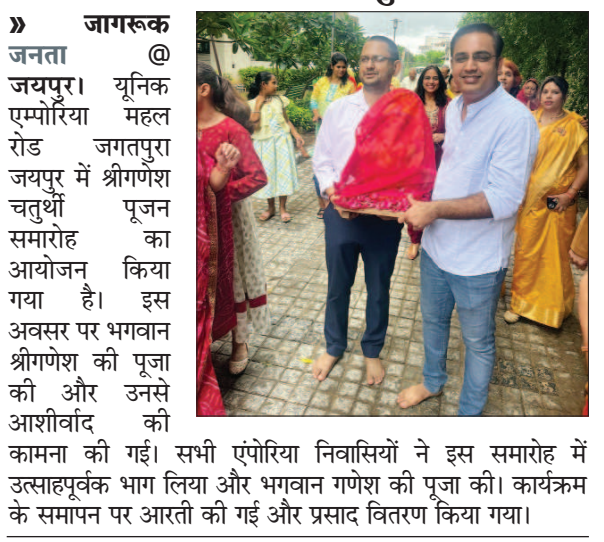 » जागरूक
जनता @
जयपुर। यूनिक
एम्पोरिया महल
रोड जगतपुरा
जयपुर में श्रीगणेश
चतुर्थी पूजन
समारोह का
आयोजन किया
गया है। इस
अवसर पर भगवान
श्रीगणेश की पूजा
की और उनसे
आशीर्वाद की
कामना की गई। सभी एंपोरिया निवासियों ने इस समारोह में
उत्साहपूर्वक भाग लिया और भगवान गणेश की पूजा की। कार्यक्रम
के समापन पर आरती की गई और प्रसाद वितरण किया गया।